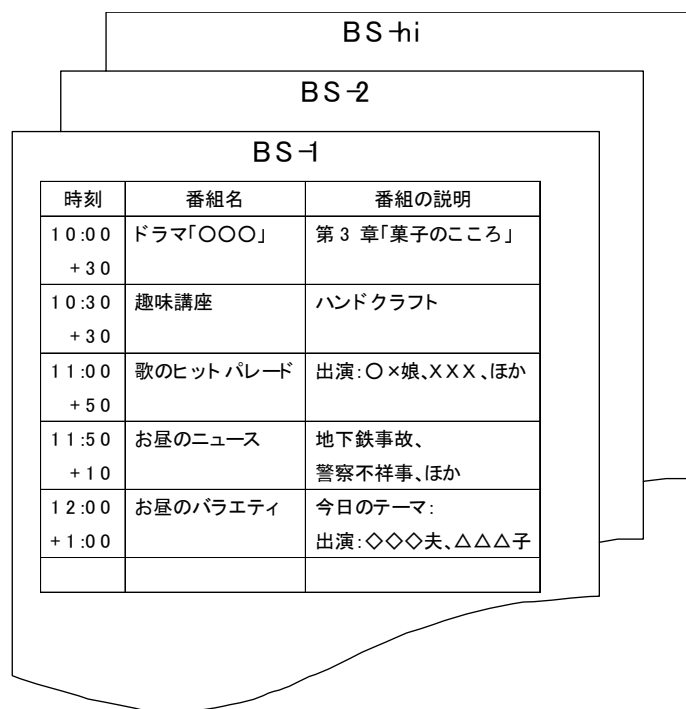 BS-hi
BS-2
BS-1
時刻 番組名 番組の説明
10:00 ドラマ「〇〇〇」 第3章「菓子のこころ」
+30
10:30 趣味講座 ハンドクラフト
+30
11:00 歌のヒットパレード 出演:〇×娘、XXX、ほか
+50
11:50 お昼のニュース 地下鉄事故、
+10 警察不祥事、ほか
12:00 お昼のバラエティ 今日のテーマ:
+1:00 出演:◇◇◇夫、△△△子